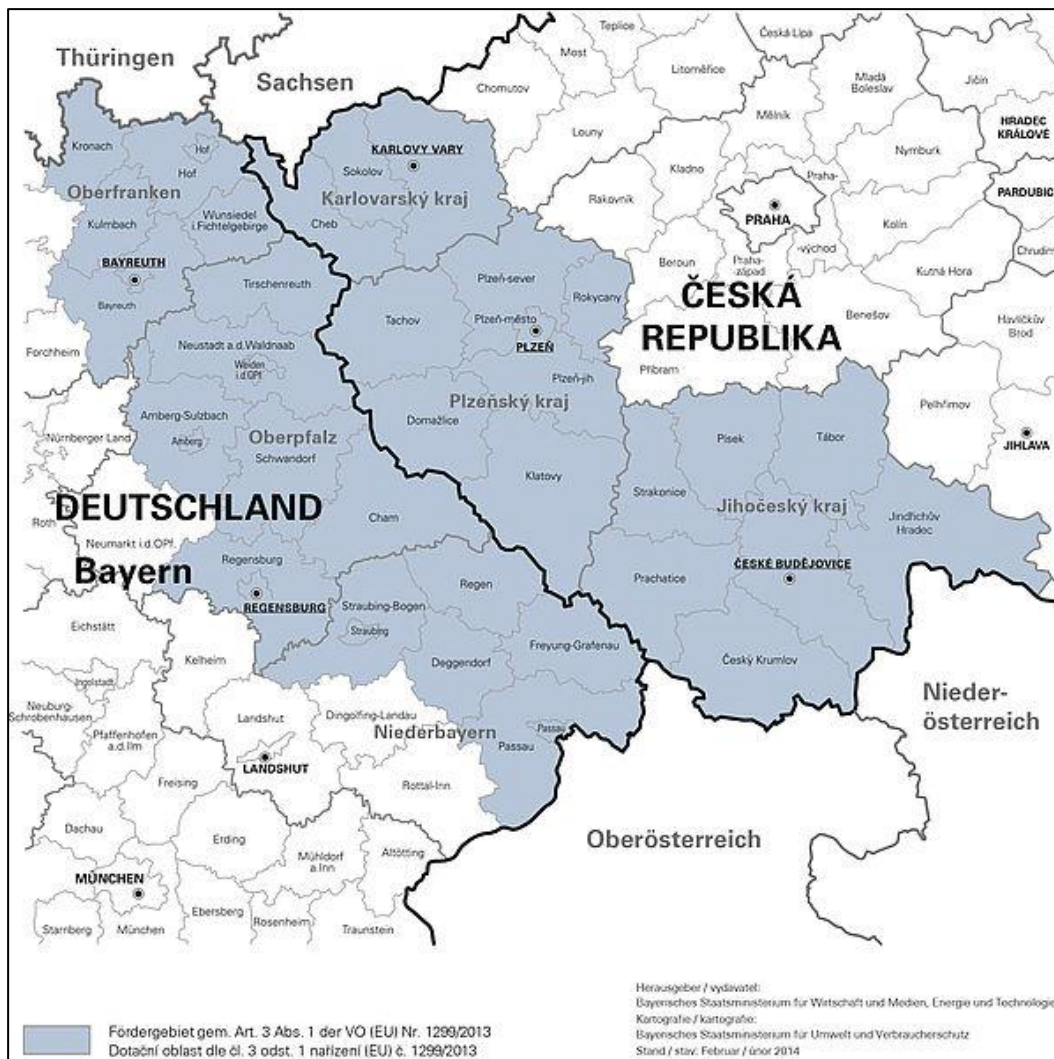 Thüringen
Sachsen
Teplice
Česká Lípa
Most
Litoměřice
Mladá
Boleslav
Jičín
Chomutov
Mělník
HRADEC
KRÁLOVÉ
Kronach
Hof
Hof
KARLOVY VARY
Louny
Nymburk
Sokolov
Kladno
Praha-
Oberfranken
Karlovarský kraj
Rakovník
PARDUBIC
Kulmbach
Wunsiedel
i.Fichtelgebirge
Cheb
PRAHA
Kolín
BAYREUTH
Beroun
Praha-
západ
-východ
Chrudim
Bayreuth
Tirschenreuth
Plzeň-sever
Rokycany
Kutná Hora
ČESKÁ
REPUBLIKA
Tachov
Plzeň-město
PLZEŇ
Benešov
Havlíčkův
Brod
Forchheim
Neustadt a.d.Waldnaab
Weiden
i.d.OPf.
Plzeň-jih
Příbram
Plzeňský kraj
Pelhřimov
Amberg-Sulzbach
Amberg
Oberpfalz
Domažlice
Nürnberger Land
Schwandorf
Písek
Tábor
JIHLAVA
Klatovy
Strakonice
Jihočeský kraj
DEUTSCHLAND
Roth
Cham
Jindřichův
Hradec
Neumarkt i.d.OPf.
Bayern
Regensburg
Prachatice
ČESKÉ BUDĚJOVICE
REGENSBURG
Straubing-Bogen
Regen
Straubing
Eichstätt
Freyung-Grafenau
Kelheim
Deggendorf
Český Krumlov
Ingolstadt
Neuburg-
Schrobenhausen
Landshut
Dingolfing-Landau
Nieder-
österreich
Pfaffenhofen
a.d.Ilm
Niederbayern
Passau
Passau
LANDSHUT
Freising
Rottal-Inn
Dachau
Erding
Mühldorf
a.Inn
Altötting
Oberösterreich
MÜNCHEN
Starnberg
München
Ebersberg
Rosenheim
Traunstein
Fördergebiet gem. Art. 3 Abs. 1 der VO (EU) Nr. 1299/2013
Dotační oblast dle čl. 3 odst. 1 nařízení (EU) č. 1299/2013
Herausgeber / vydavatel:
Bayerisches Staatsministerium für Wirtschaft und Medien, Energie und Technologie
Kartografie / kartografie:
Bayerisches Staatsministerium für Umwelt und Verbraucherschutz
Stand / stav: Februar / únor 2014